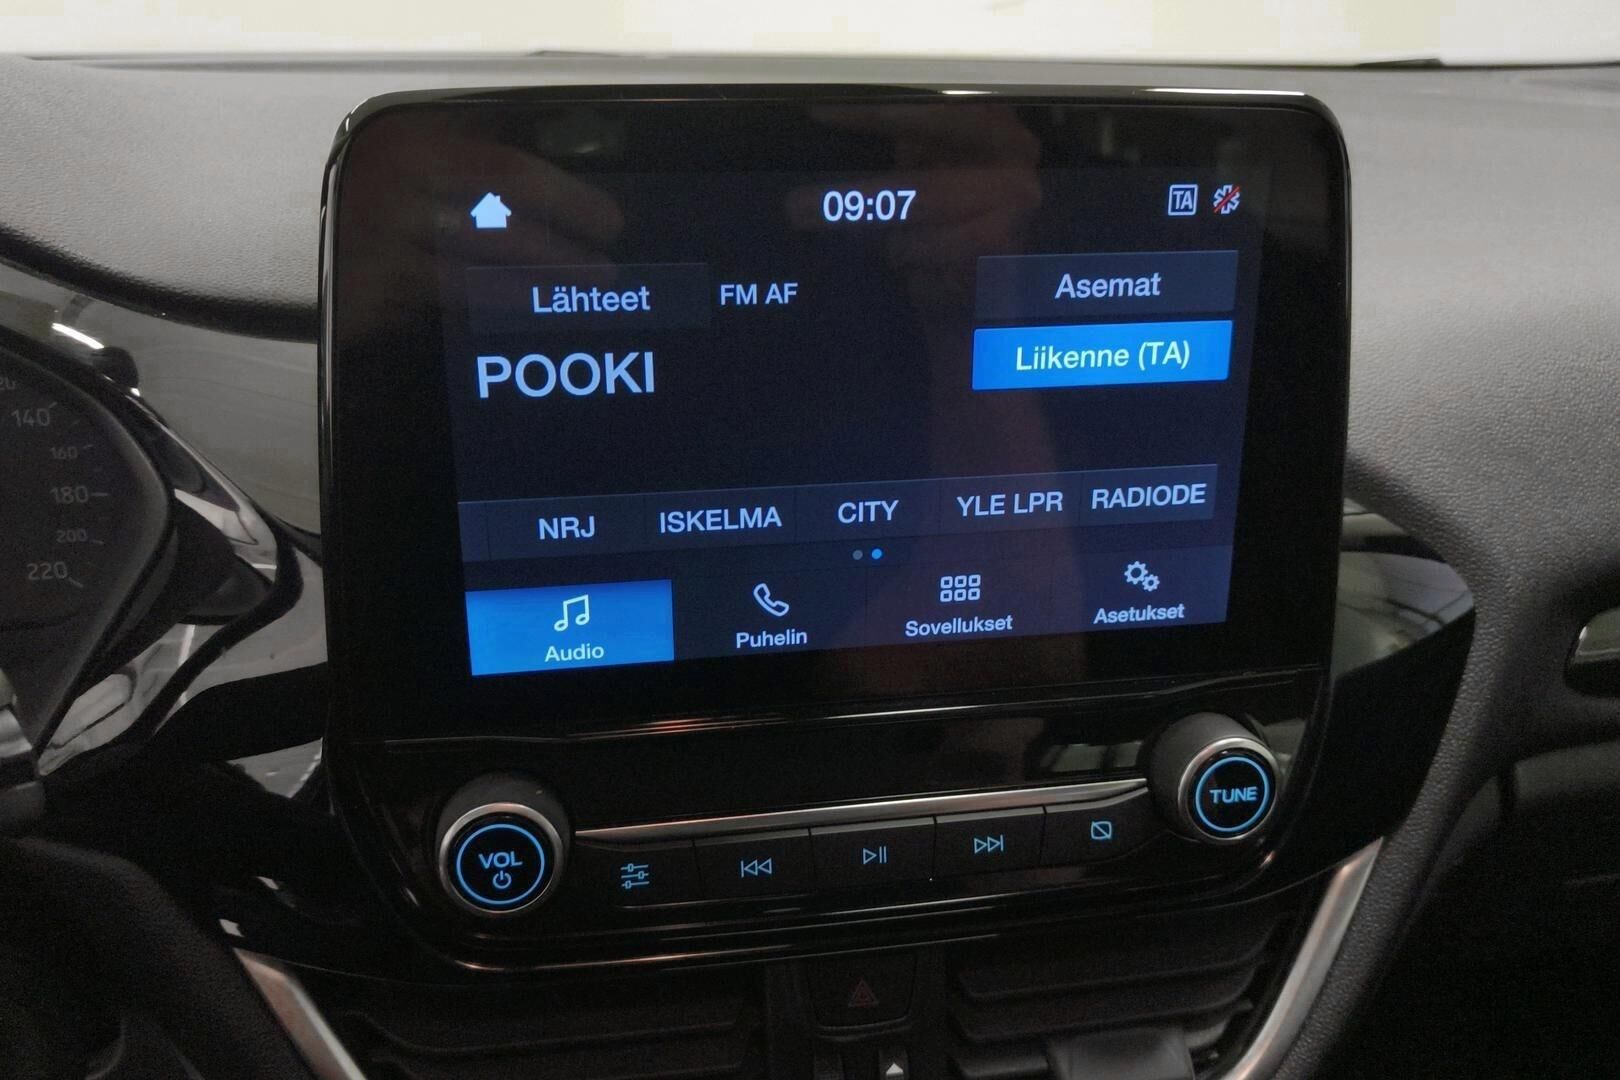 09:07
TA
Lähteet
FM AF
Asemat
POOKI
Liikenne (TA)
NRJ
ISKELMA
CITY
YLE LPR
RADIODE
Audio
Puhelin
Sovellukset
Asetukset
VOL
TUNE
140
160
180
200
220